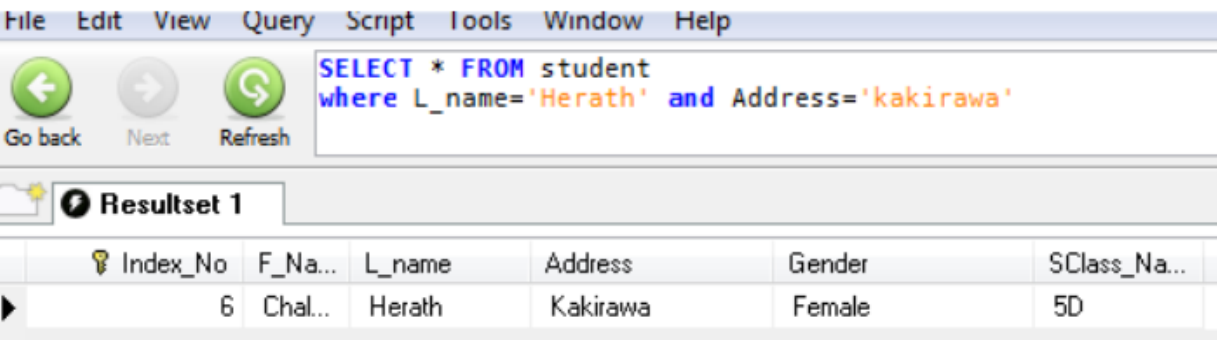 File Edit View Query Script Tools Window Help
SELECT * FROM student
where L_name='Herath' and Address='kakirawa'
Go back Next Refresh
Resultset 1
Index_No F_Na... L_name Address Gender SClass_Na...
6 Chal... Herath Kakirawa Female 5D